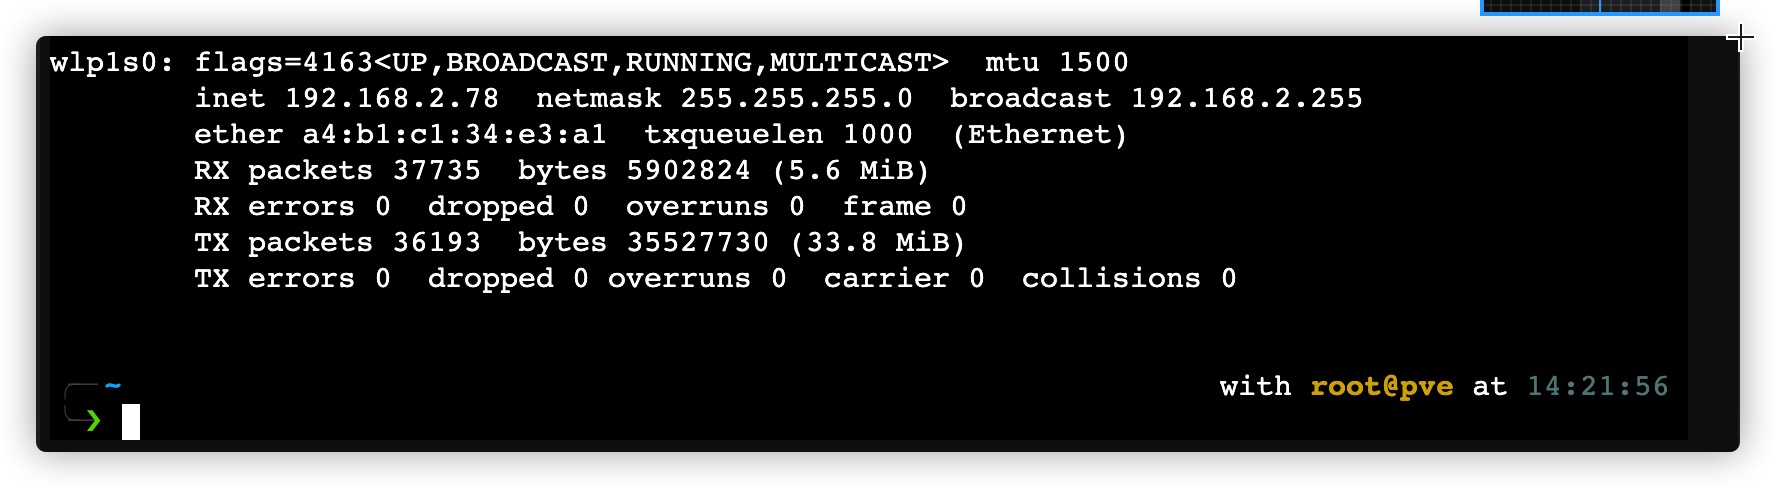 wlp1s0: flags=4163<UP,BROADCAST,RUNNING,MULTICAST>  mtu 1500
        inet 192.168.2.78  netmask 255.255.255.0  broadcast 192.168.2.255
        ether a4:b1:c1:34:e3:a1  txqueuelen 1000  (Ethernet)
        RX packets 37735  bytes 5902824 (5.6 MiB)
        RX errors 0  dropped 0  overruns 0  frame 0
        TX packets 36193  bytes 35527730 (33.8 MiB)
        TX errors 0  dropped 0 overruns 0  carrier 0  collisions 0
~ with root@pve at 14:21:56
❯